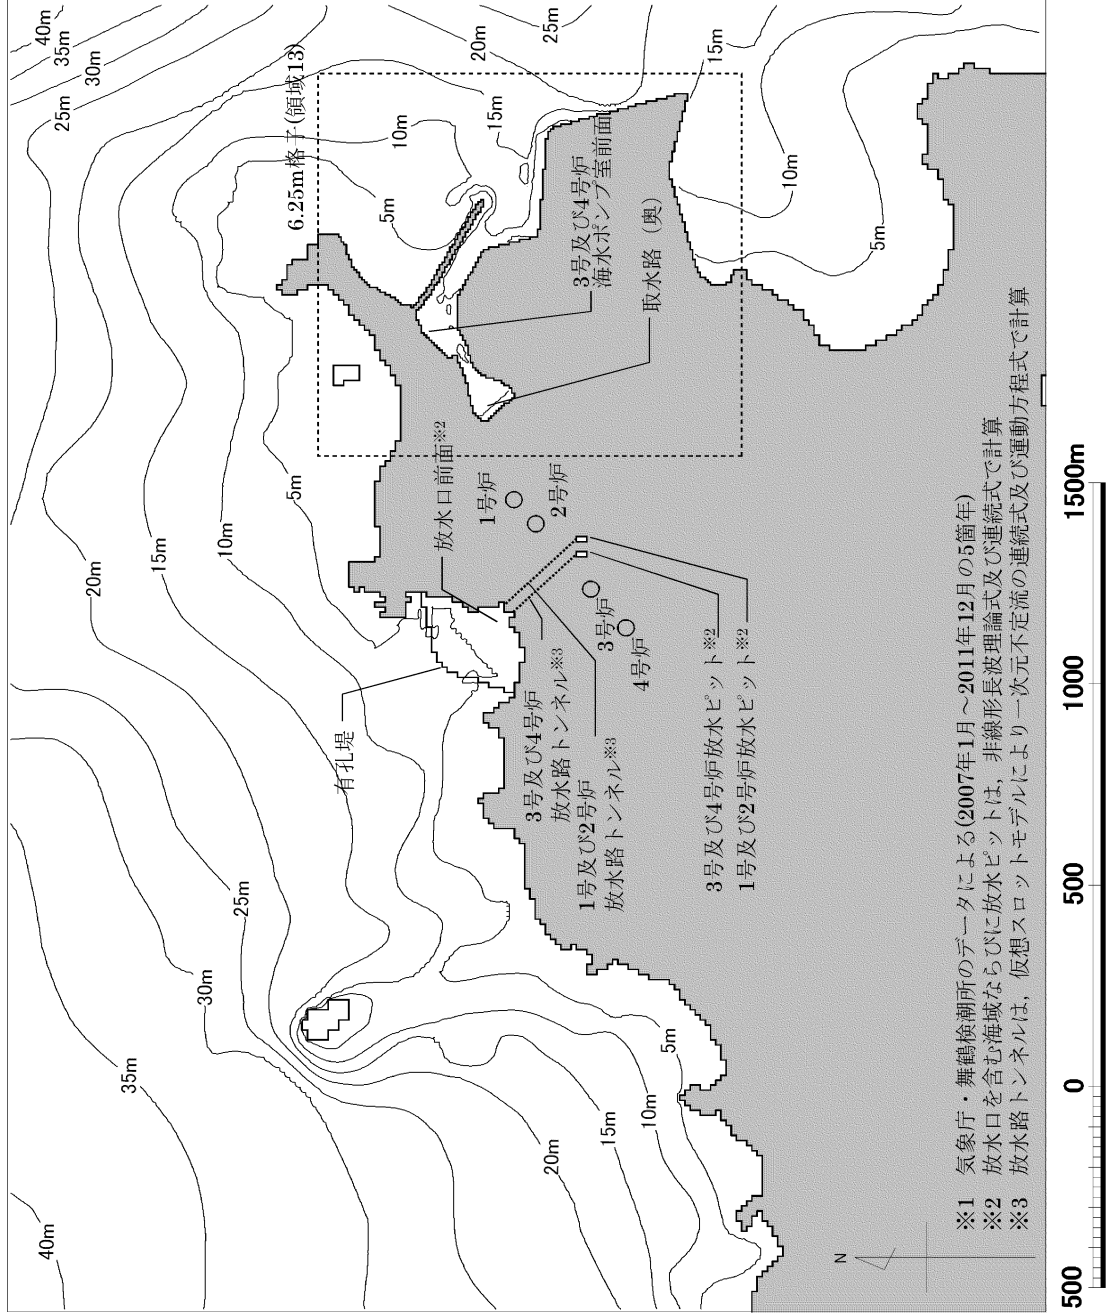 40m
35m
30m
25m
20m
25m
15m
6.25m格子(領域13)
15m
10m
5m
10m
5m
3号及び4号炉
海水ポンプ室前面
取水路（奥）
放水口前面※2
5m
10m
15m
20m
1号炉
2号炉
3号炉
4号炉
有孔堤
3号及び4号炉
放水路トンネル※3
1号及び2号炉
放水路トンネル※3
3号及び4号炉放水ピット※2
1号及び2号炉放水ピット※2
25m
30m
35m
40m
5m
10m
15m
20m
N
※1 気象庁・舞鶴検潮所のデータによる(2007年1月～2011年12月の5箇年)
※2 放水口を含む海域ならびに放水ピットは，非線形長波理論式及び連続式で計算
※3 放水路トンネルは，仮想スロットモデルにより一次元不定流の連続式及び運動方程式で計算
500 0 500 1000 1500m